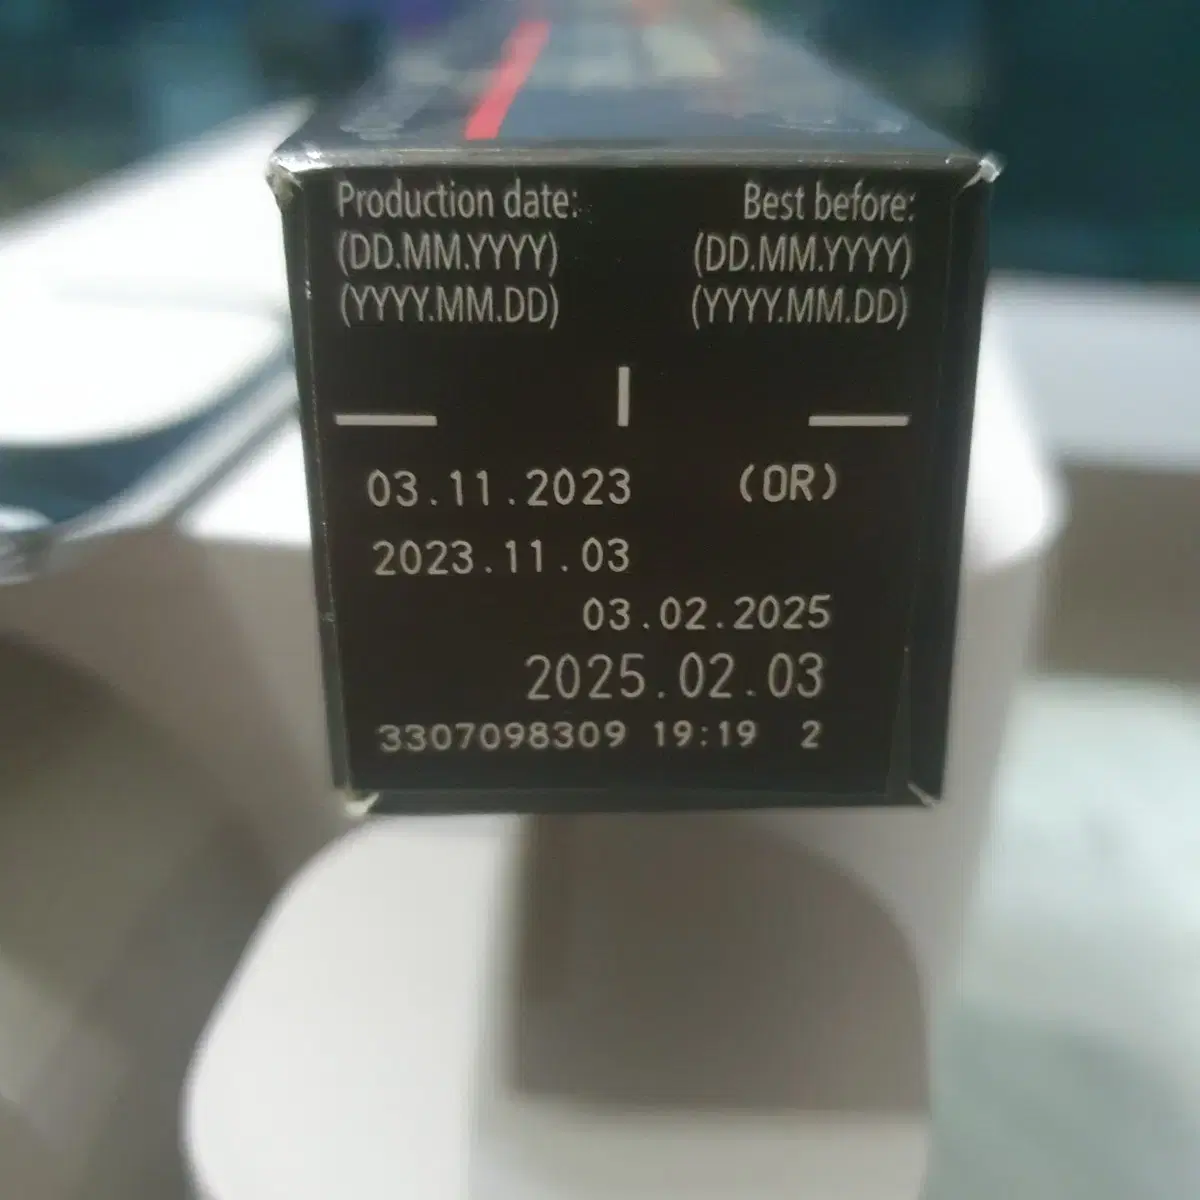 Production date: Best before:
(DD.MM.YYYY) (DD.MM.YYYY)
(YYYY.MM.DD) (YYYY.MM.DD)
03.11.2023 (OR)
2023.11.03
03.02.2025
2025.02.03
3307098309 19:19 2